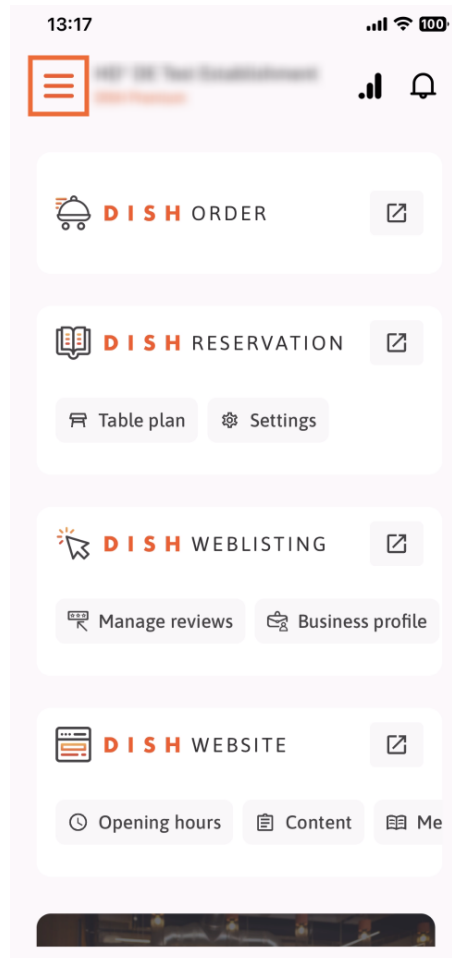 13:17
100
DISH ORDER
DISH RESERVATION
Table plan Settings
DISH WEBLISTING
Manage reviews Business profile
DISH WEBSITE
Opening hours Content Me